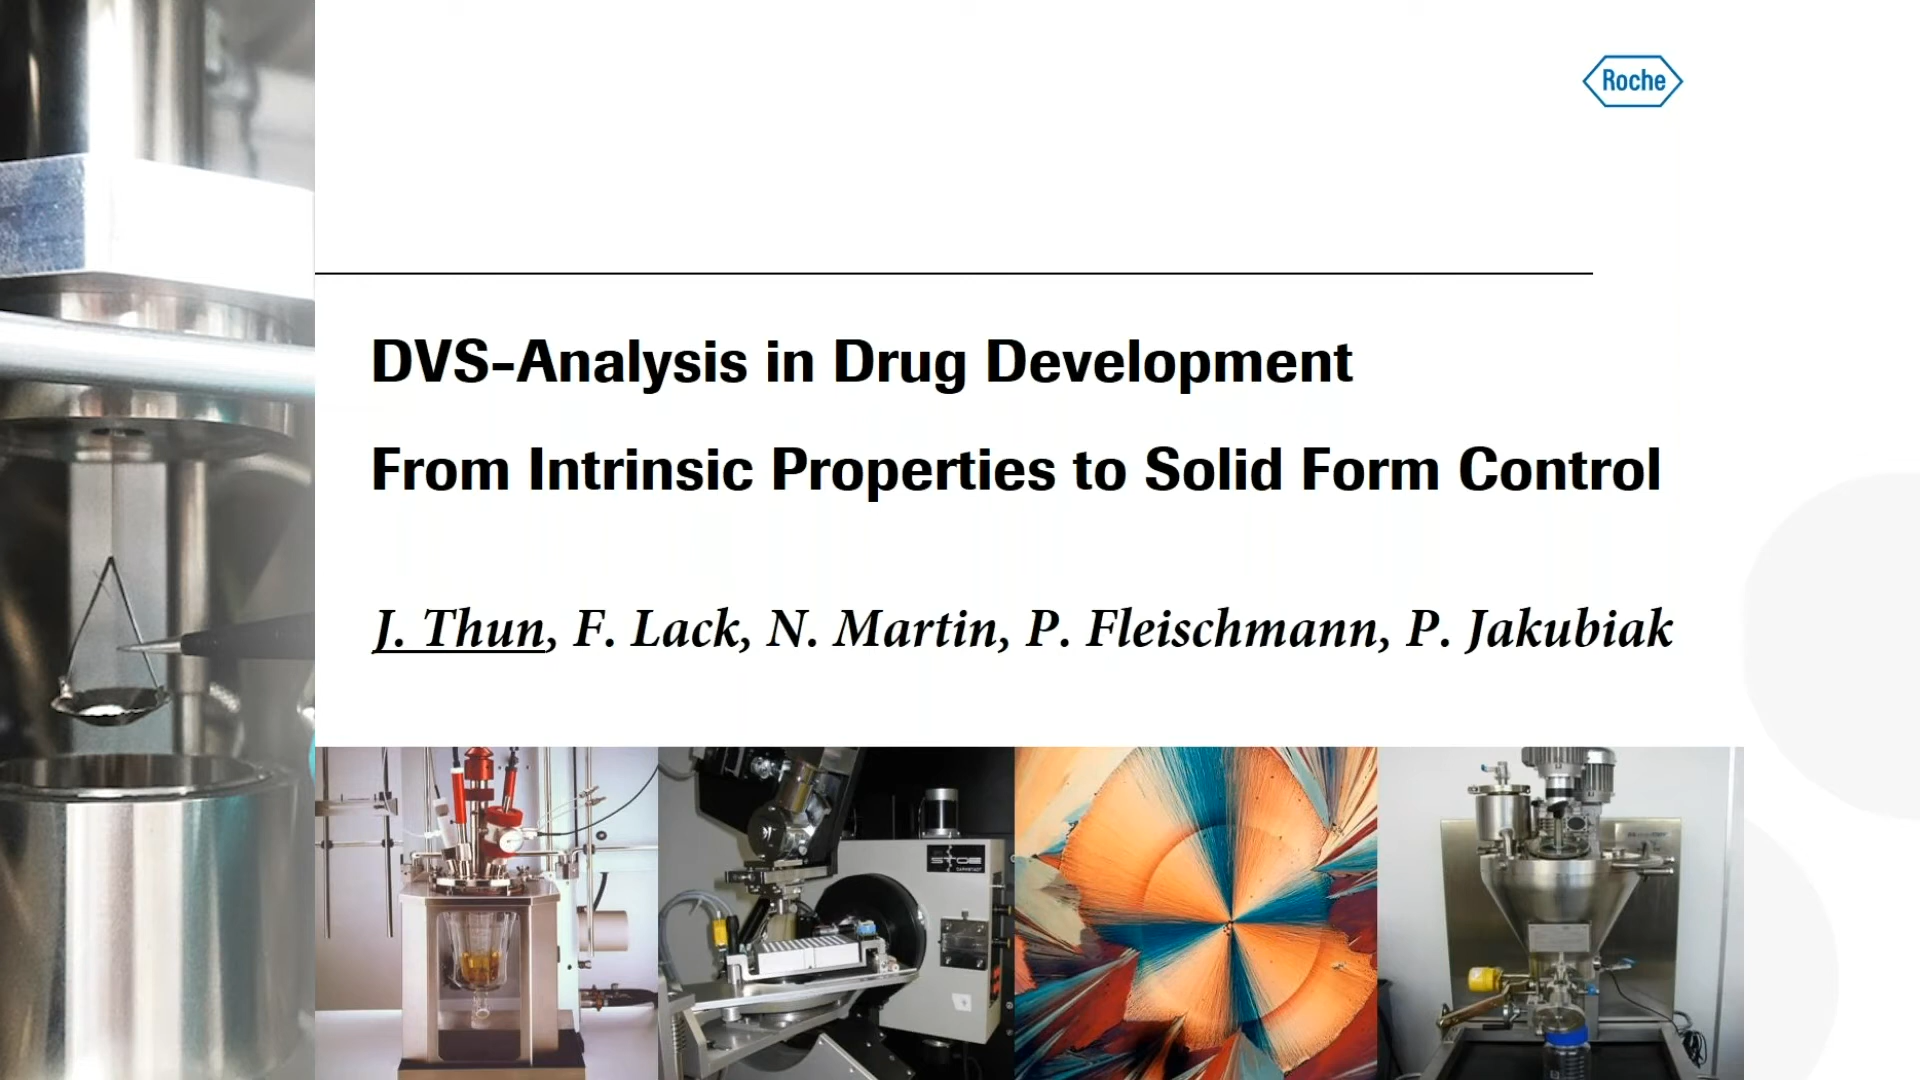 Roche
DVS-Analysis in Drug Development
From Intrinsic Properties to Solid Form Control
J. Thun, F. Lack, N. Martin, P. Fleischmann, P. Jakubiak
STOE